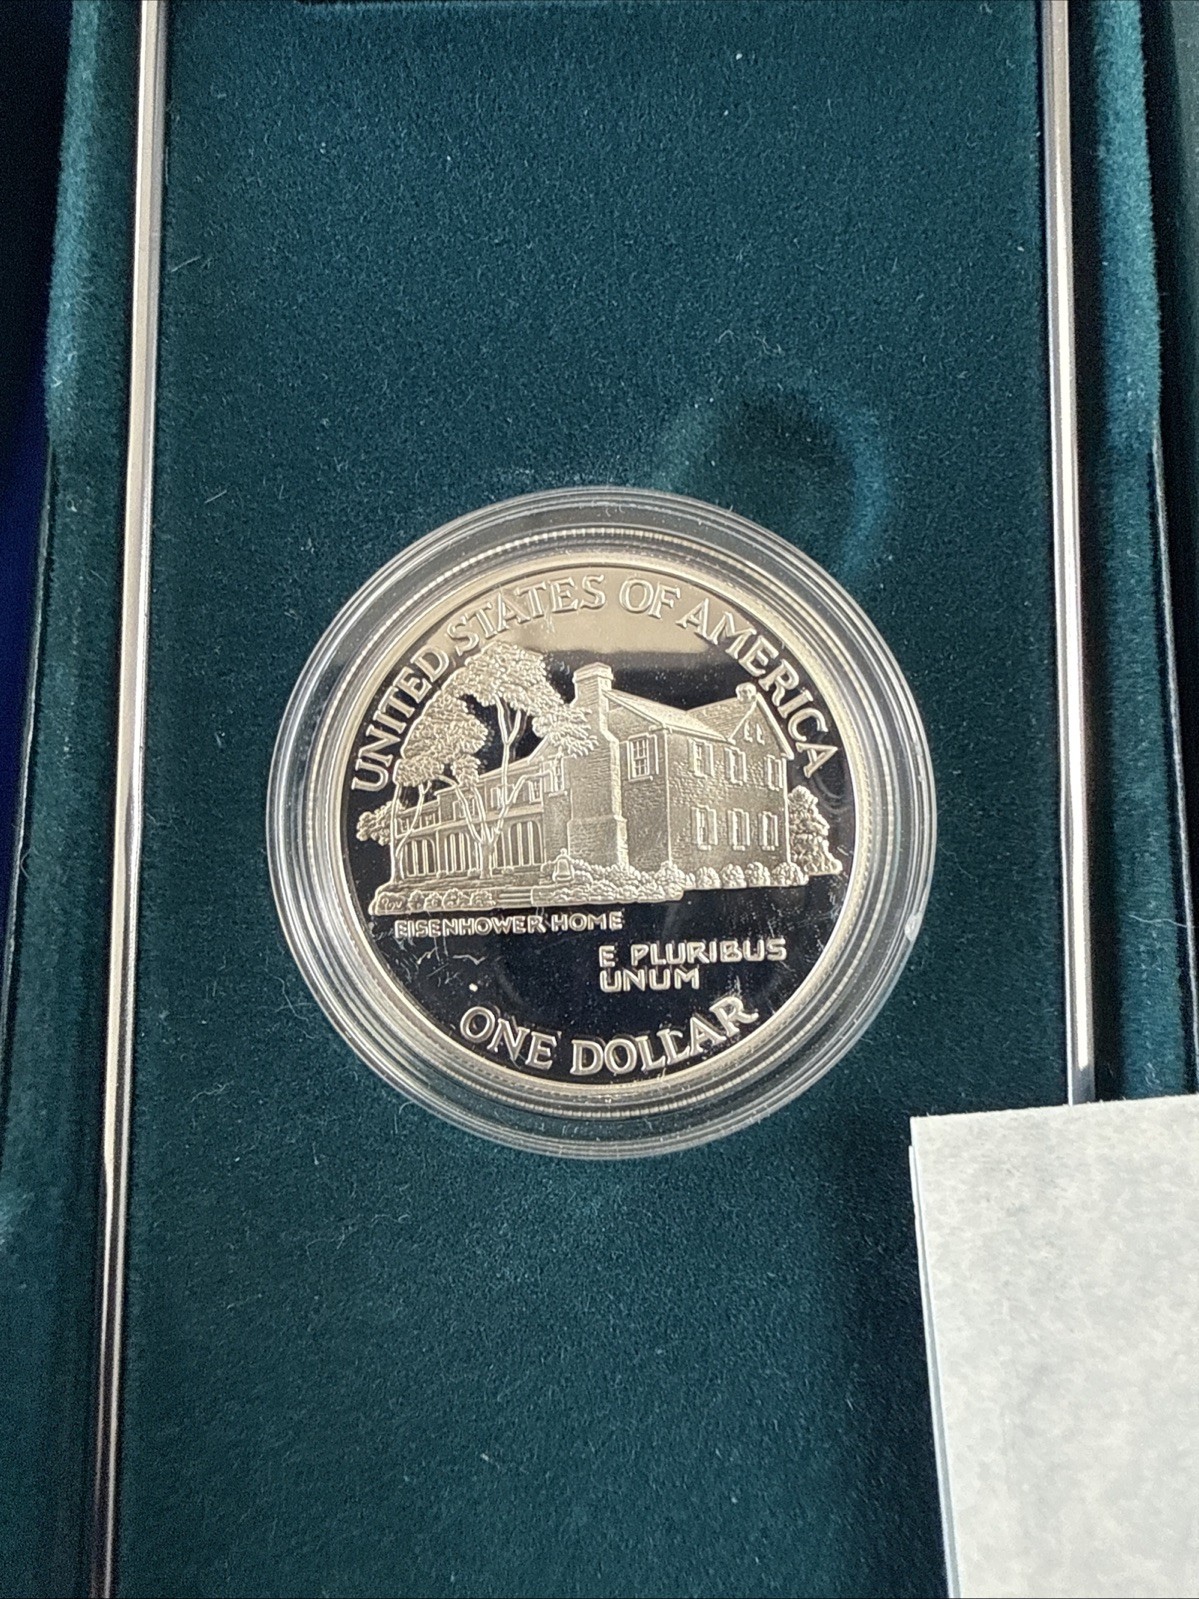 UNITED STATES OF AMERICA
EISENHOWER HOME
E PLURIBUS
UNUM
ONE DOLLAR